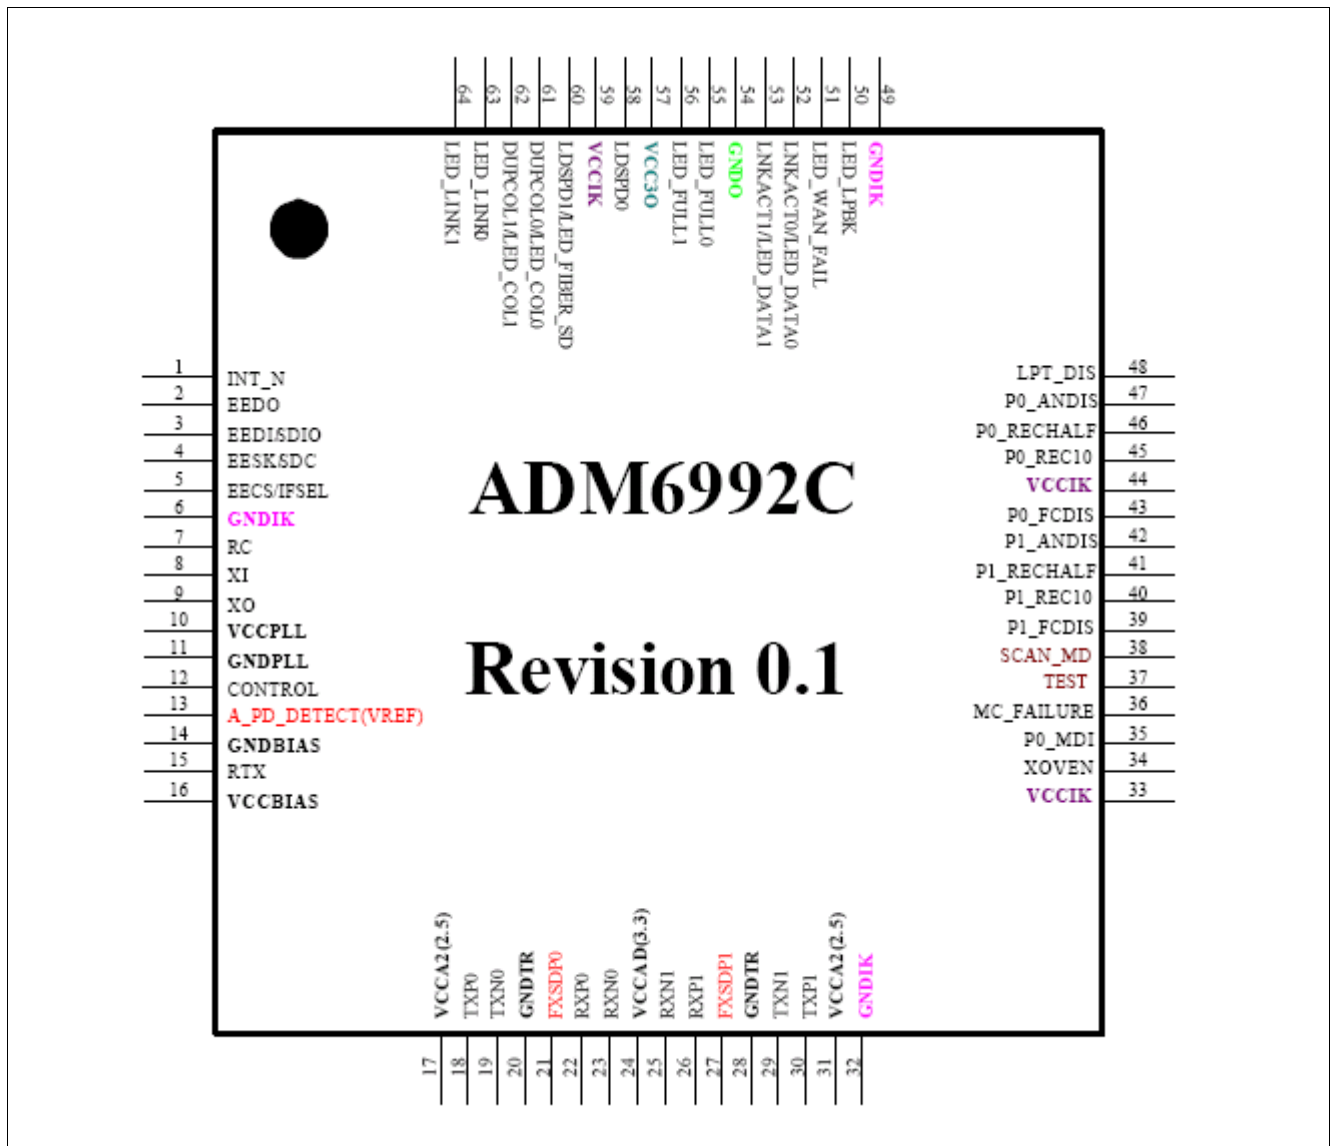 64
63
62
61
60
59
58
57
56
55
54
53
52
51
50
49
LED_LINK1
LED_LINK0
DUPCOL1/LED_COL1
DUPCOL0/LED_COL0
LDSPD1/LED_FIBER_SD
VCCIK
LDSPD0
VCC3O
LED_FULL1
LED_FULL0
GNDO
LNKACT1/LED_DATA1
LNKACT0/LED_DATA0
LED_WAN_FAIL
LED_LPBK
GNDIK
1 INT_N
2 EEDO
3 EEDI/SDIO
4 EESK/SDC
5 EECS/IFSEL
6 GNDIK
7 RC
8 XI
9 XO
10 VCCPLL
11 GNDPLL
12 CONTROL
13 A_PD_DETECT(VREF)
14 GNDBIAS
15 RTX
16 VCCBIAS
ADM6992C
Revision 0.1
LPT_DIS 48
P0_ANDIS 47
P0_RECHALF 46
P0_REC10 45
VCCIK 44
P0_FCDIS 43
P1_ANDIS 42
P1_RECHALF 41
P1_REC10 40
P1_FCDIS 39
SCAN_MD 38
TEST 37
MC_FAILURE 36
P0_MDI 35
XOVEN 34
VCCIK 33
VCCA2(2.5)
TXP0
TXN0
GNDTR
FXSDP0
RXP0
RXN0
VCCAD(3.3)
RXN1
RXP1
FXSDP1
GNDTR
TXN1
TXP1
VCCA2(2.5)
GNDIK
17
18
19
20
21
22
23
24
25
26
27
28
29
30
31
32